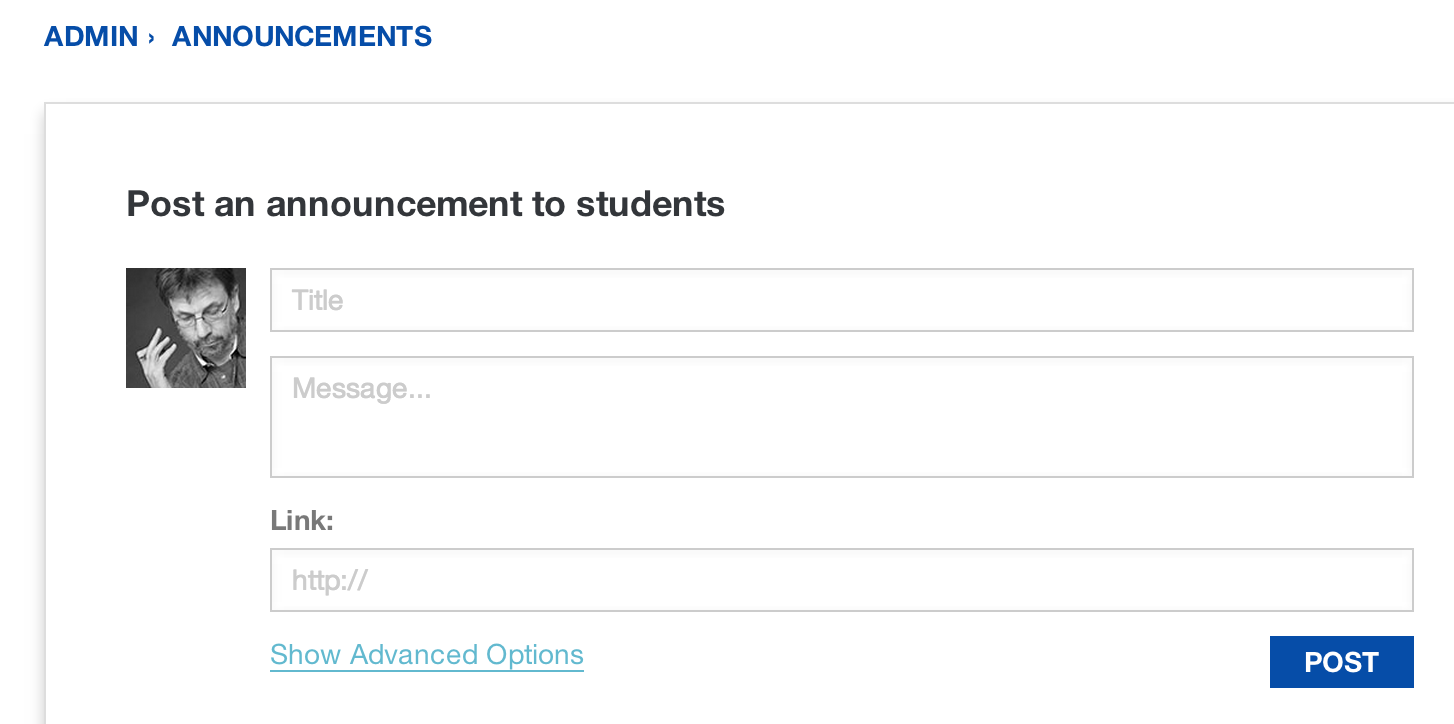 ADMIN › ANNOUNCEMENTS
Post an announcement to students
Title
Message...
Link:
http://
Show Advanced Options
POST